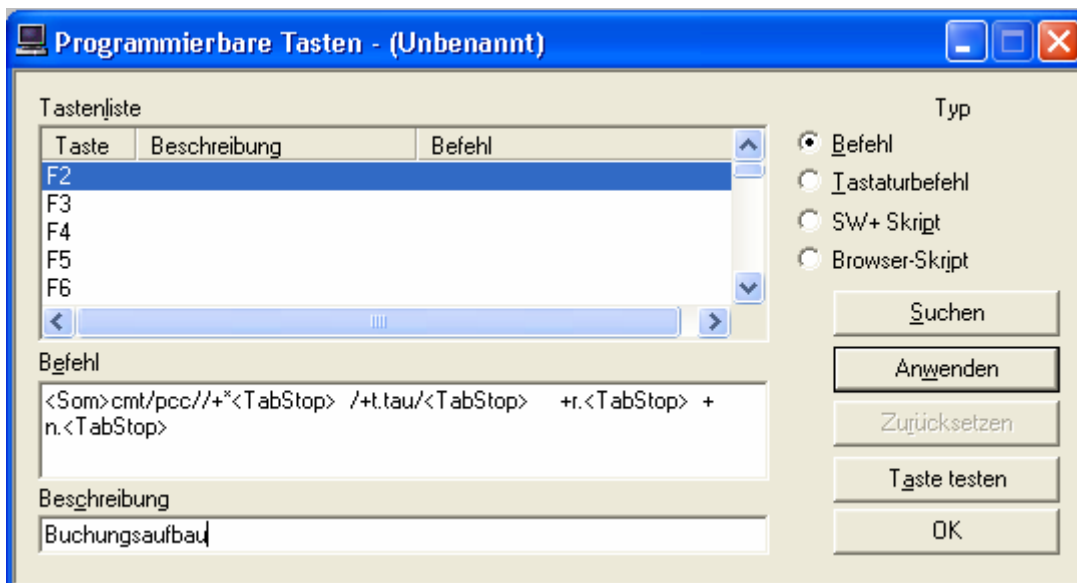 Programmierbare Tasten - (Unbenannt)
Tastenliste
Taste Beschreibung Befehl
F2
F3
F4
F5
F6
Befehl
<Som>cmt/pcc//+*<TabStop> /+t.tau/<TabStop> +r.<TabStop> +
n.<TabStop>
Beschreibung
Buchungsaufbau
Typ
Befehl
Tastaturbefehl
SW+ Skript
Browser-Skript
Suchen
Anwenden
Zurücksetzen
Taste testen
OK